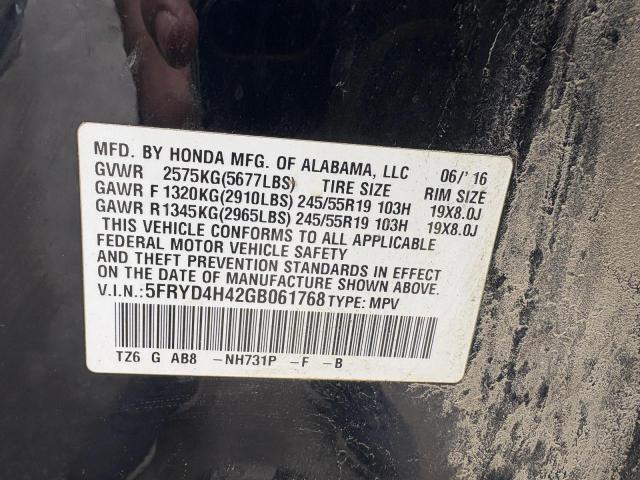 MFD. BY HONDA MFG. OF ALABAMA, LLC 06/'16
GVWR 2575KG(5677LBS) TIRE SIZE RIM SIZE
GAWR F 1320KG(2910LBS) 245/55R19 103H 19X8.0J
GAWR R1345KG(2965LBS) 245/55R19 103H 19X8.0J
THIS VEHICLE CONFORMS TO ALL APPLICABLE
FEDERAL MOTOR VEHICLE SAFETY
AND THEFT PREVENTION STANDARDS IN EFFECT
ON THE DATE OF MANUFACTURE SHOWN ABOVE.
V.I.N.:5FRYD4H42GB061768 TYPE: MPV
TZ6 G AB8 -NH731P -F -B